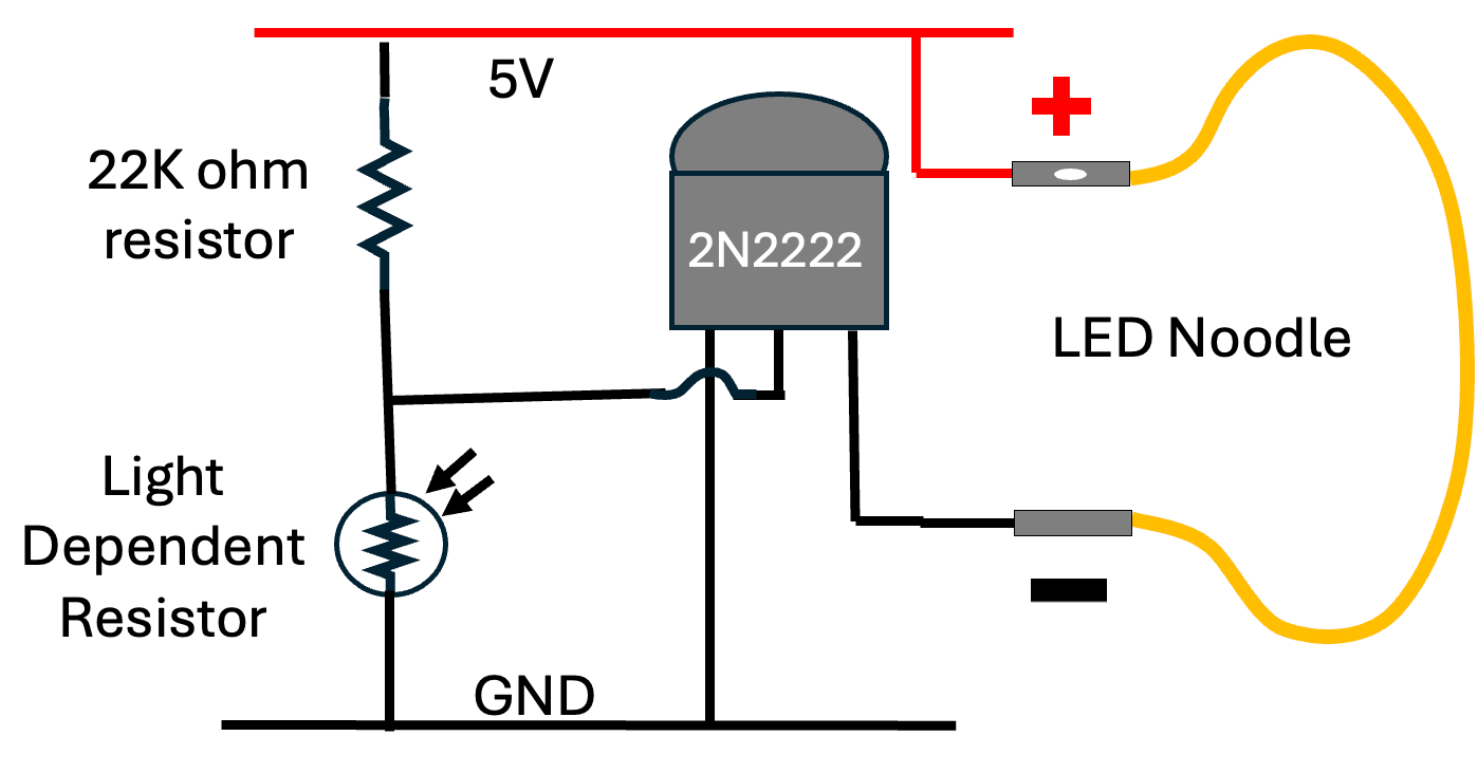 5V
22K ohm
resistor
2N2222
LED Noodle
Light
Dependent
Resistor
GND